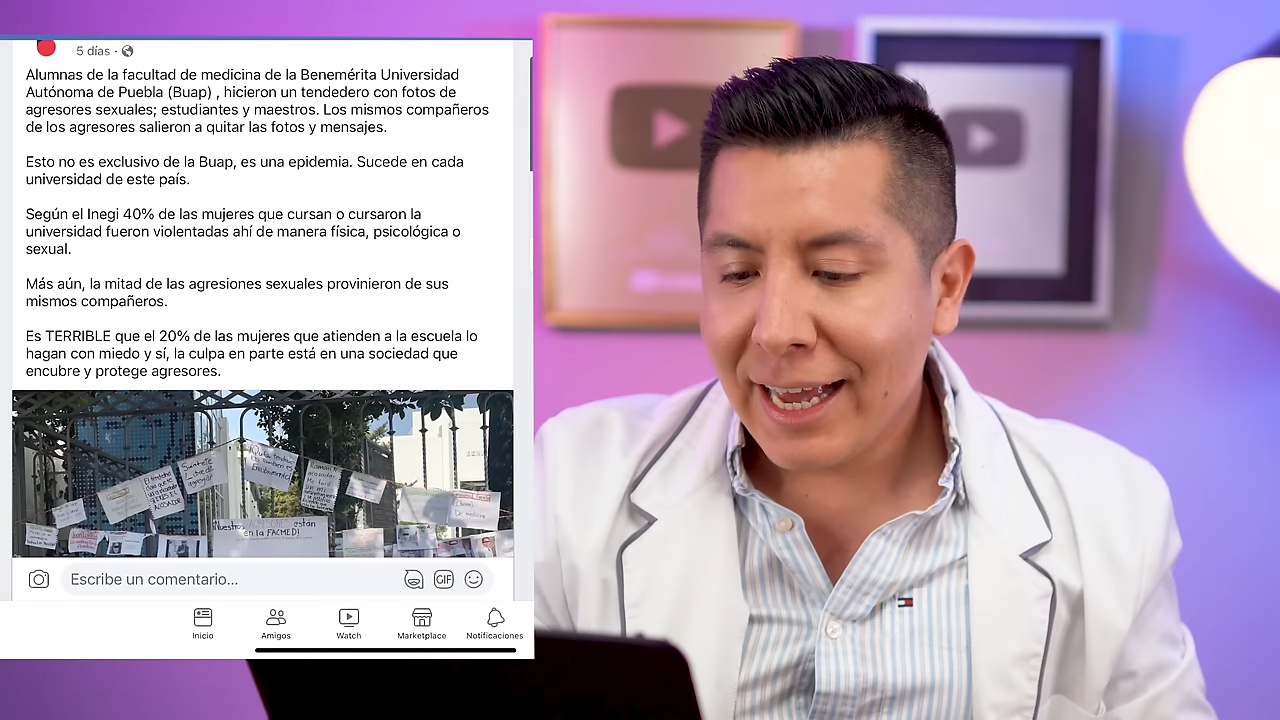 5 días ·
Alumnas de la facultad de medicina de la Benemérita Universidad
Autónoma de Puebla (Buap) , hicieron un tendedero con fotos de
agresores sexuales; estudiantes y maestros. Los mismos compañeros
de los agresores salieron a quitar las fotos y mensajes.
Esto no es exclusivo de la Buap, es una epidemia. Sucede en cada
universidad de este país.
Según el Inegi 40% de las mujeres que cursan o cursaron la
universidad fueron violentadas ahí de manera física, psicológica o
sexual.
Más aún, la mitad de las agresiones sexuales provinieron de sus
mismos compañeros.
Es TERRIBLE que el 20% de las mujeres que atienden a la escuela lo
hagan con miedo y sí, la culpa en parte está en una sociedad que
encubre y protege agresores.
Nuestros
están
en la FACMED!
Escribe un comentario...
GIF
Inicio
Amigos
Watch
Marketplace
Notificaciones